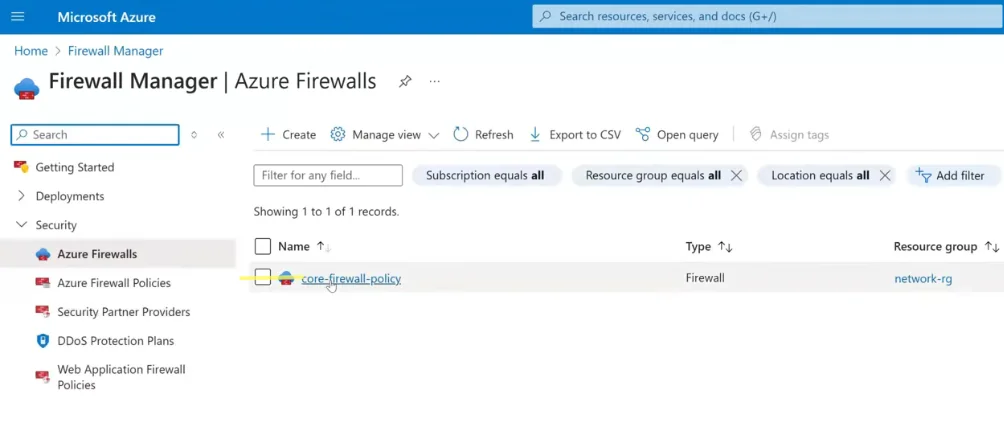 Microsoft Azure
Search resources, services, and docs (G+/)
Home > Firewall Manager
Firewall Manager | Azure Firewalls
Search
Create
Manage view
Refresh
Export to CSV
Open query
Assign tags
Getting Started
Deployments
Security
Azure Firewalls
Azure Firewall Policies
Security Partner Providers
DDoS Protection Plans
Web Application Firewall
Policies
Filter for any field...
Subscription equals all
Resource group equals all
Location equals all
Add filter
Showing 1 to 1 of 1 records.
Name
Type
Resource group
core-firewall-policy
Firewall
network-rg